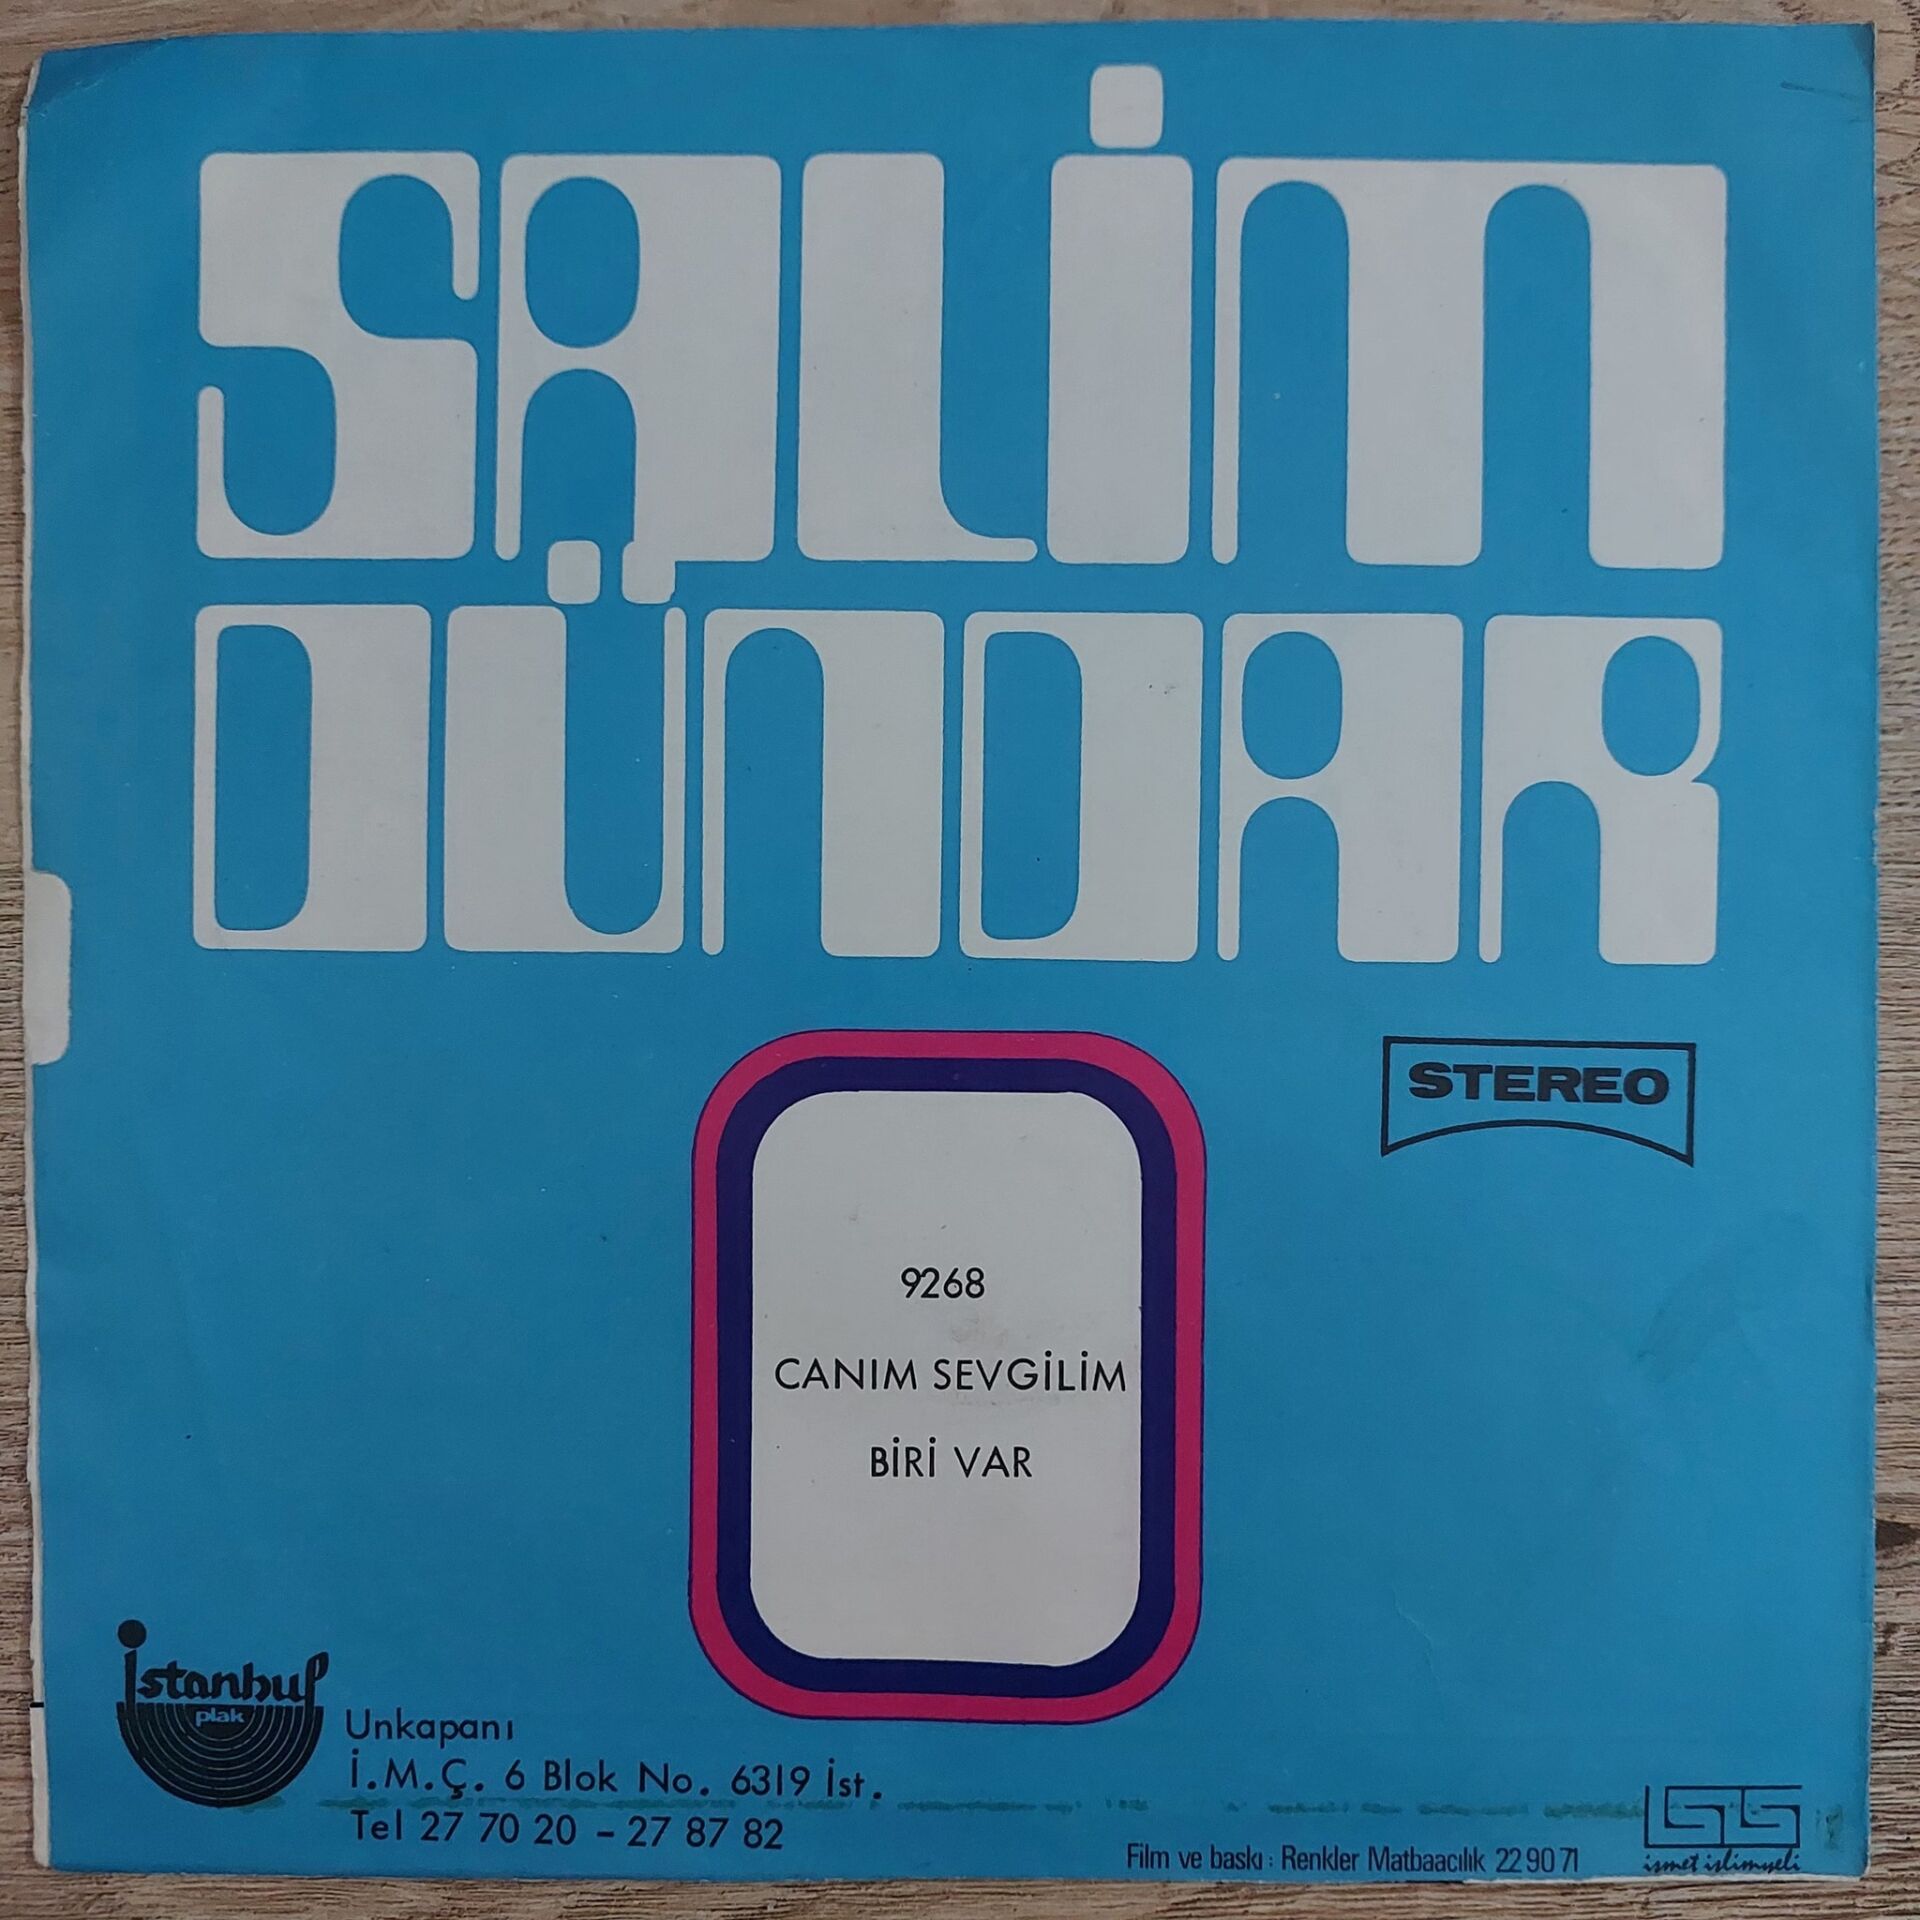 SALİM
DÜNDAR
STEREO
9268
CANIM SEVGİLİM
BİRİ VAR
istanbul
plak
Unkapanı
İ.M.Ç. 6 Blok No. 6319 İst.
Tel 27 70 20 – 27 87 82
Film ve baskı : Renkler Matbaacılık 22 90 71
ismet islimyeli